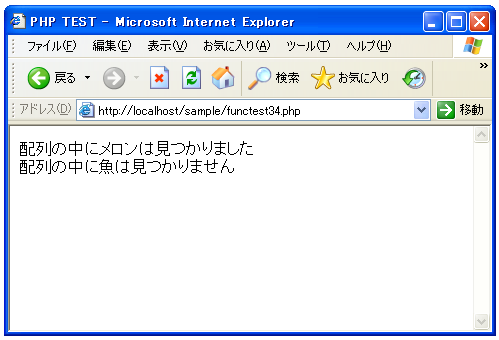 PHP TEST - Microsoft Internet Explorer
ファイル(F) 編集(E) 表示(V) お気に入り(A) ツール(T) ヘルプ(H)
戻る 検索 お気に入り »
アドレス(D) http://localhost/sample/functest34.php 移動
配列の中にメロンは見つかりました
配列の中に魚は見つかりません